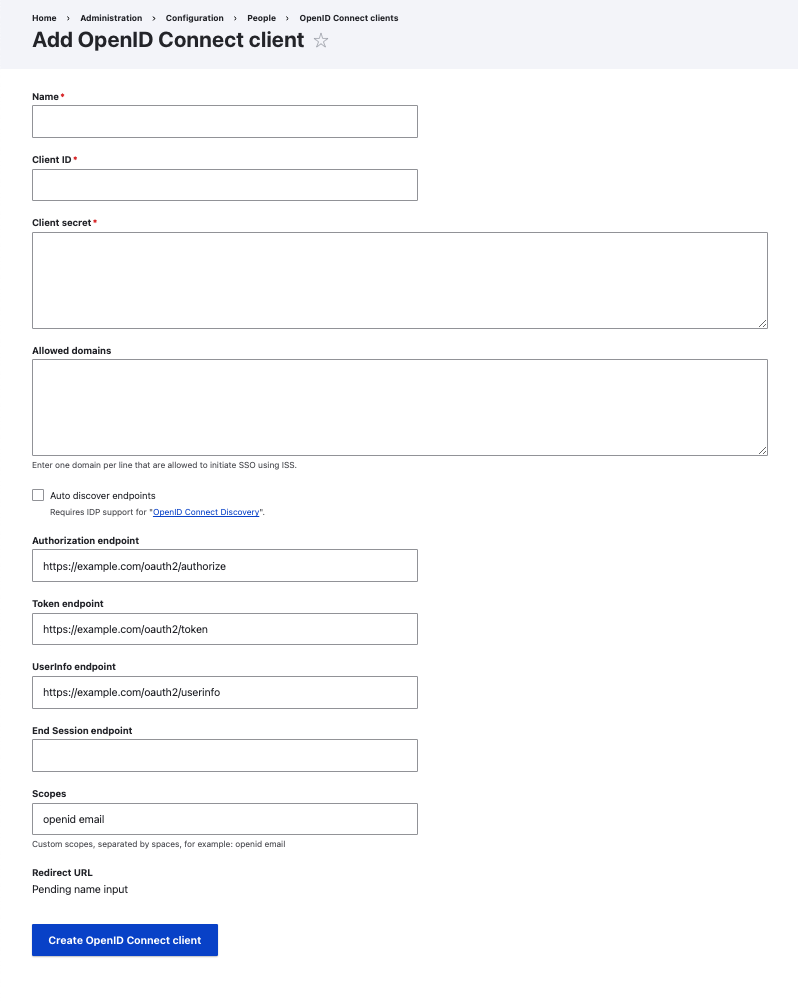 Home › Administration › Configuration › People › OpenID Connect clients
Add OpenID Connect client ☆
Name*
Client ID*
Client secret*
Allowed domains
Enter one domain per line that are allowed to initiate SSO using ISS.
Auto discover endpoints
Requires IDP support for "OpenID Connect Discovery".
Authorization endpoint
https://example.com/oauth2/authorize
Token endpoint
https://example.com/oauth2/token
UserInfo endpoint
https://example.com/oauth2/userinfo
End Session endpoint
Scopes
openid email
Custom scopes, separated by spaces, for example: openid email
Redirect URL
Pending name input
Create OpenID Connect client